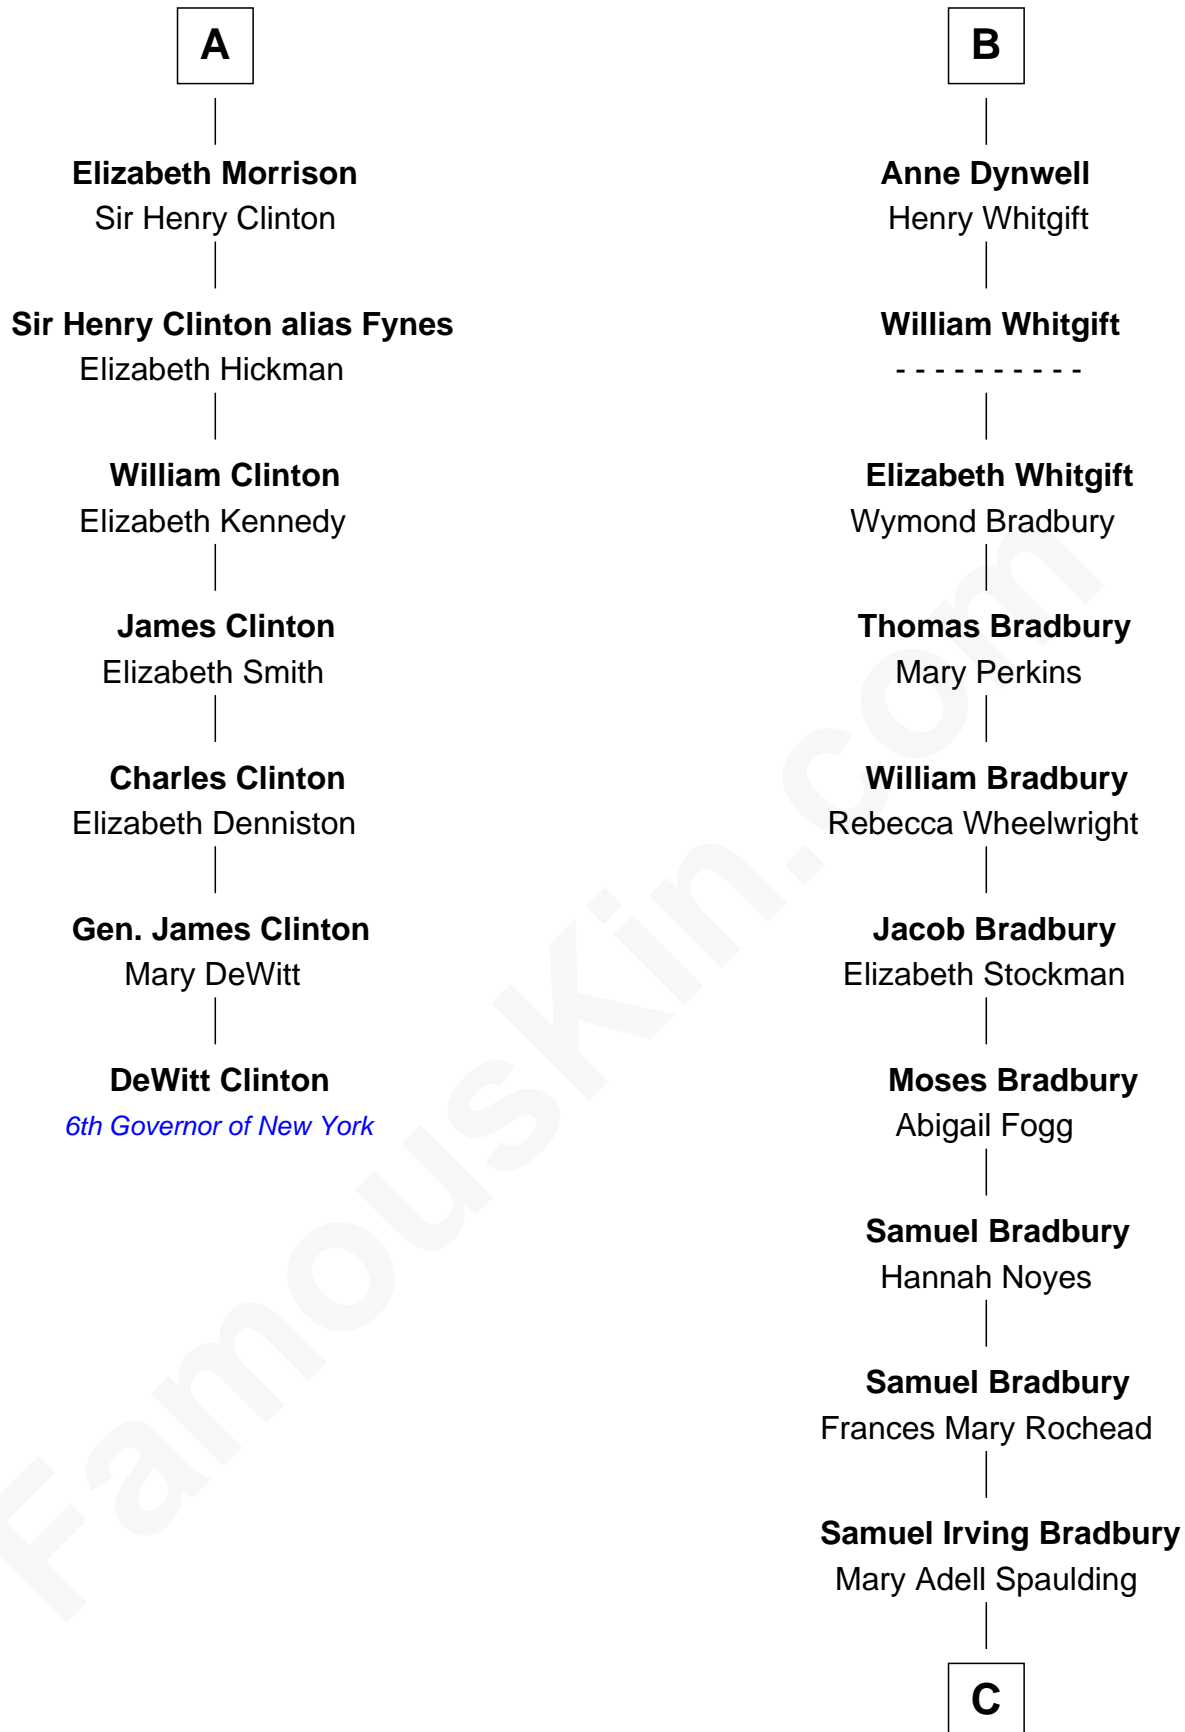 A
Elizabeth Morrison
Sir Henry Clinton
Sir Henry Clinton alias Fynes
Elizabeth Hickman
William Clinton
Elizabeth Kennedy
James Clinton
Elizabeth Smith
Charles Clinton
Elizabeth Denniston
Gen. James Clinton
Mary DeWitt
DeWitt Clinton
6th Governor of New York
B
Anne Dynwell
Henry Whitgift
William Whitgift
- - - - - - - - - -
Elizabeth Whitgift
Wymond Bradbury
Thomas Bradbury
Mary Perkins
William Bradbury
Rebecca Wheelwright
Jacob Bradbury
Elizabeth Stockman
Moses Bradbury
Abigail Fogg
Samuel Bradbury
Hannah Noyes
Samuel Bradbury
Frances Mary Rochead
Samuel Irving Bradbury
Mary Adell Spaulding
C
FamousKin.com